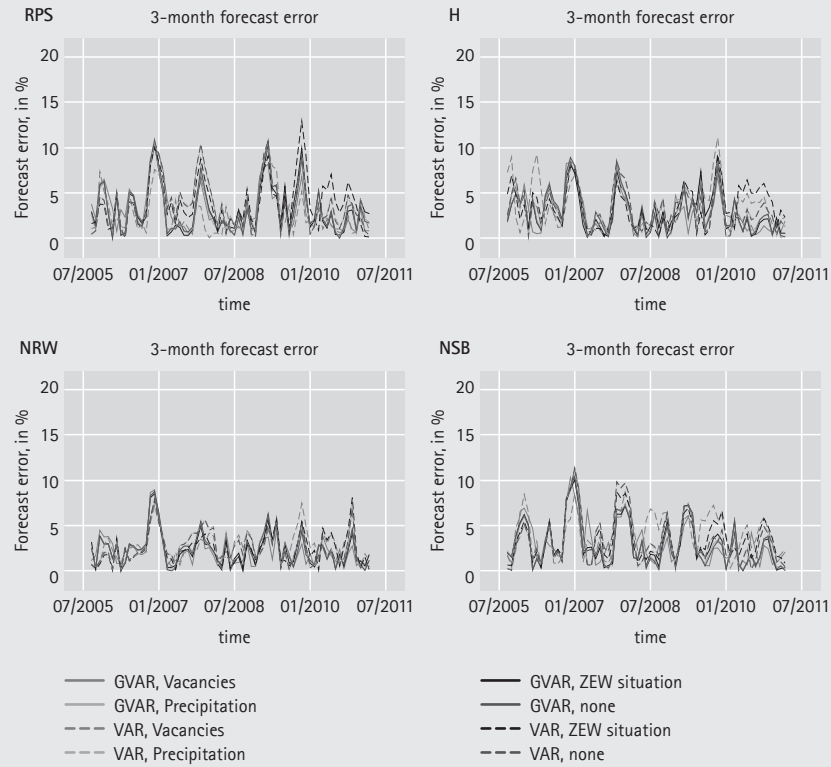 RPS 3-month forecast error
Forecast error, in %
20
15
10
5
0
07/2005 01/2007 07/2008 01/2010 07/2011
time
H 3-month forecast error
Forecast error, in %
20
15
10
5
0
07/2005 01/2007 07/2008 01/2010 07/2011
time
NRW 3-month forecast error
Forecast error, in %
20
15
10
5
0
07/2005 01/2007 07/2008 01/2010 07/2011
time
NSB 3-month forecast error
Forecast error, in %
20
15
10
5
0
07/2005 01/2007 07/2008 01/2010 07/2011
time
GVAR, Vacancies
GVAR, Precipitation
VAR, Vacancies
VAR, Precipitation
GVAR, ZEW situation
GVAR, none
VAR, ZEW situation
VAR, none